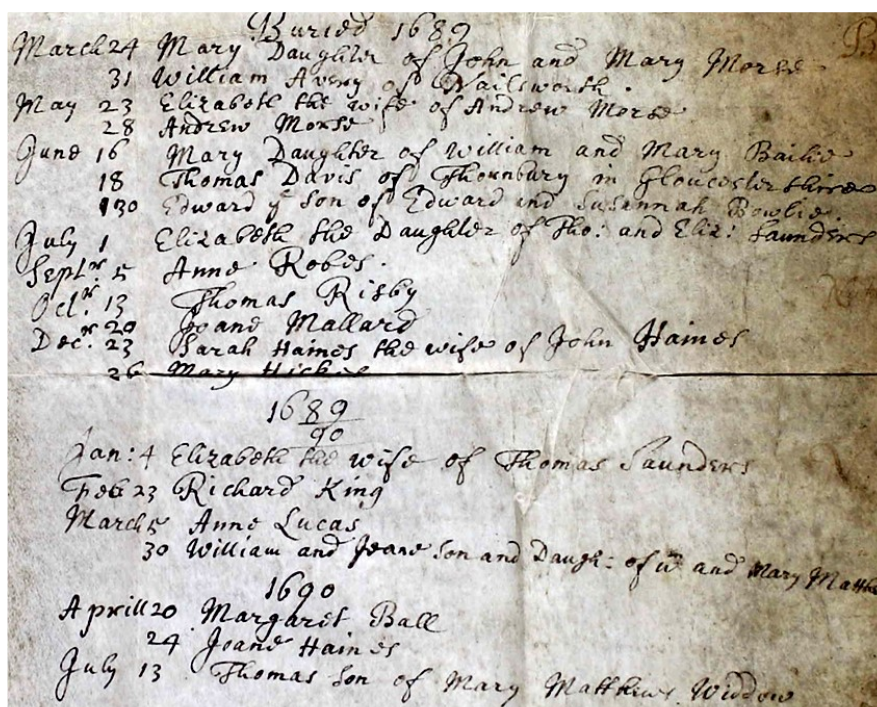 Buried 1689
March 24 Mary Daughter of John and Mary Morse
31 William Avery of Nailsworth.
May 23 Elizabeth the wife of Andrew Morse
28 Andrew Morse
June 16 Mary Daughter of William and Mary Bailie
18 Thomas Davis of Thornbury in Gloucestershire
30 Edward yͤ son of Edward and Susannah Bowlie.
July 1 Elizabeth the Daughter of Tho: and Eliz: Saunders
Septʳ. 5 Anne Robes.
Octʳ. 13 Thomas Risby
20 Joane Mallard
Decʳ. 23 Sarah Haines the wife of John Haines
26 Mary
1689
90
Jan: 4 Elizabeth the wife of Thomas Saunders
Feb 23 Richard King
March 5 Anne Lucas
30 William and Joane son and Daugh: of wᵐ and Mary Matthe
1690
Aprill 20 Margaret Ball
24 Joane Haines
July 13 Thomas Son of Mary Matthews Widdow